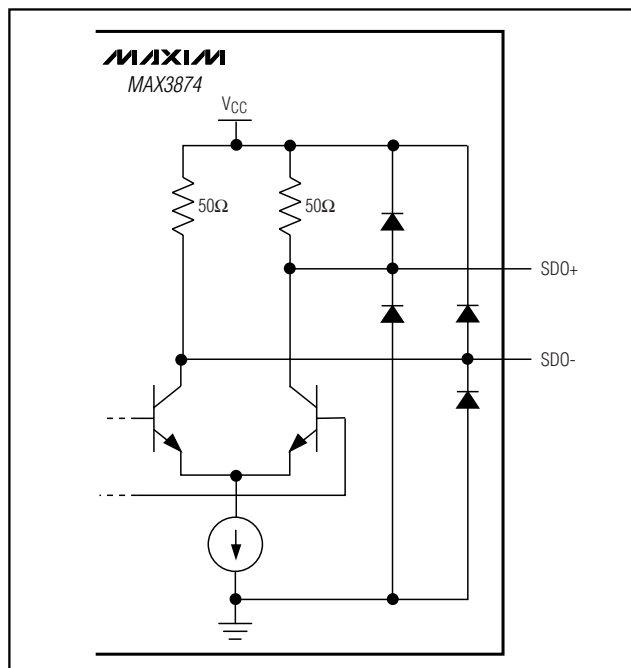 MAXIM
MAX3874
VCC
50Ω
50Ω
SDO+
SDO-